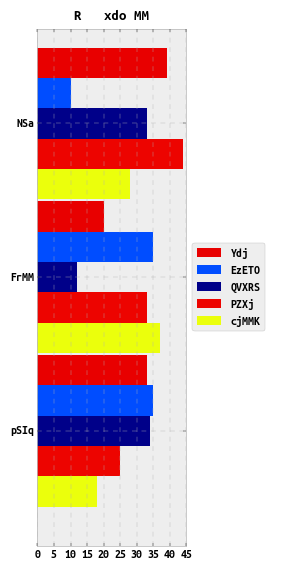 R   xdo MM
NSa
FrMM
pSIq
Ydj
EzETO
QVXRS
PZXj
cjMMK
0 5 10 15 20 25 30 35 40 45